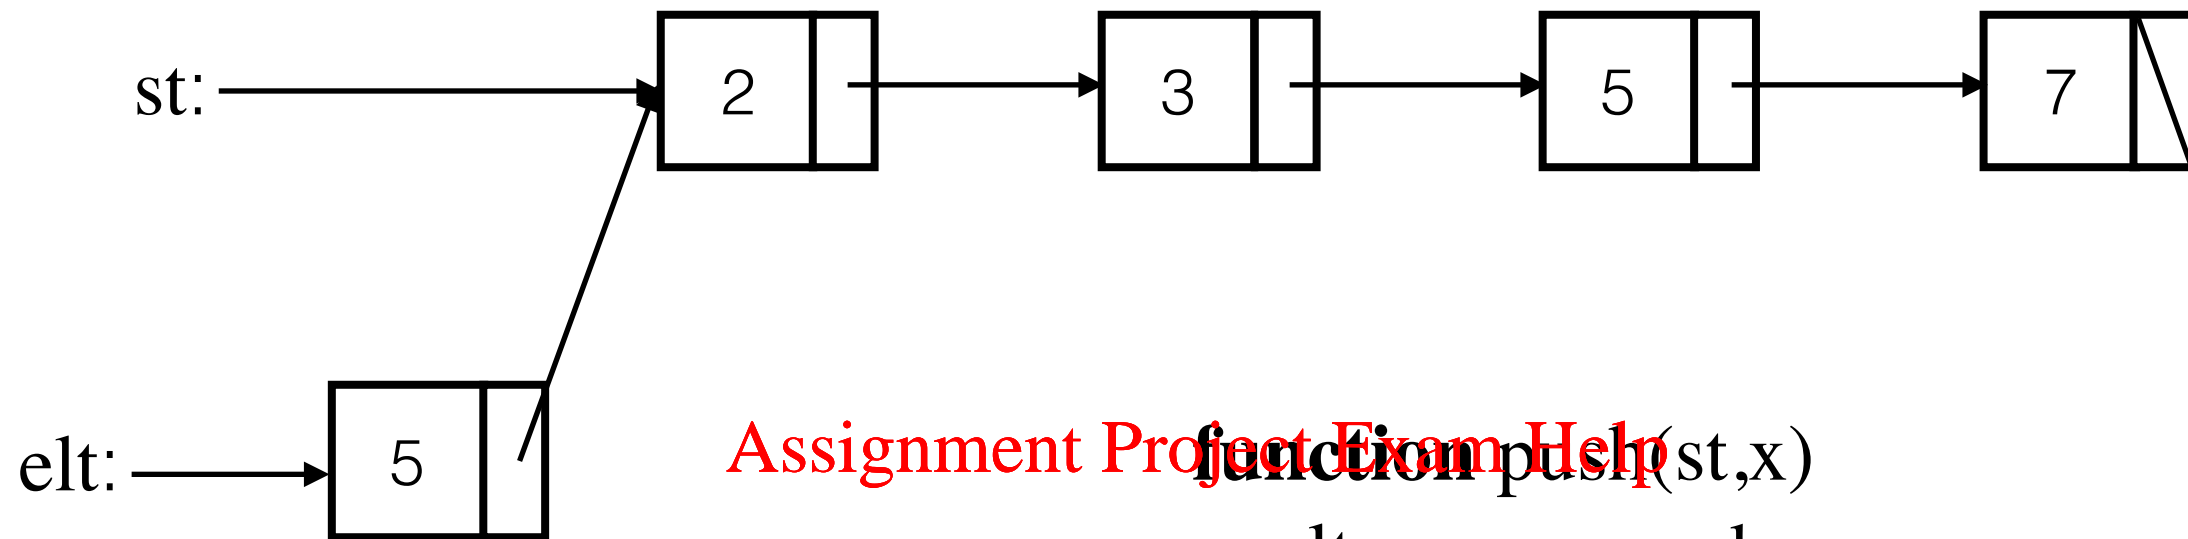 st: 2 3 5 7
elt: 5
Assignment Project Exam Help
function push(st,x)